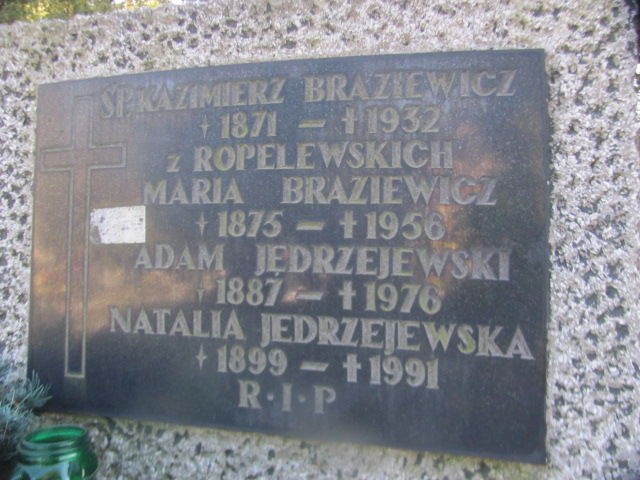 ŚP. KAZIMIERZ BRAZIEWICZ
* 1871 – † 1932
Z ROPELEWSKICH
MARIA BRAZIEWICZ
* 1875 – † 1956
ADAM JĘDRZEJEWSKI
* 1887 – † 1976
NATALIA JĘDRZEJEWSKA
* 1899 – † 1991
R·I·P